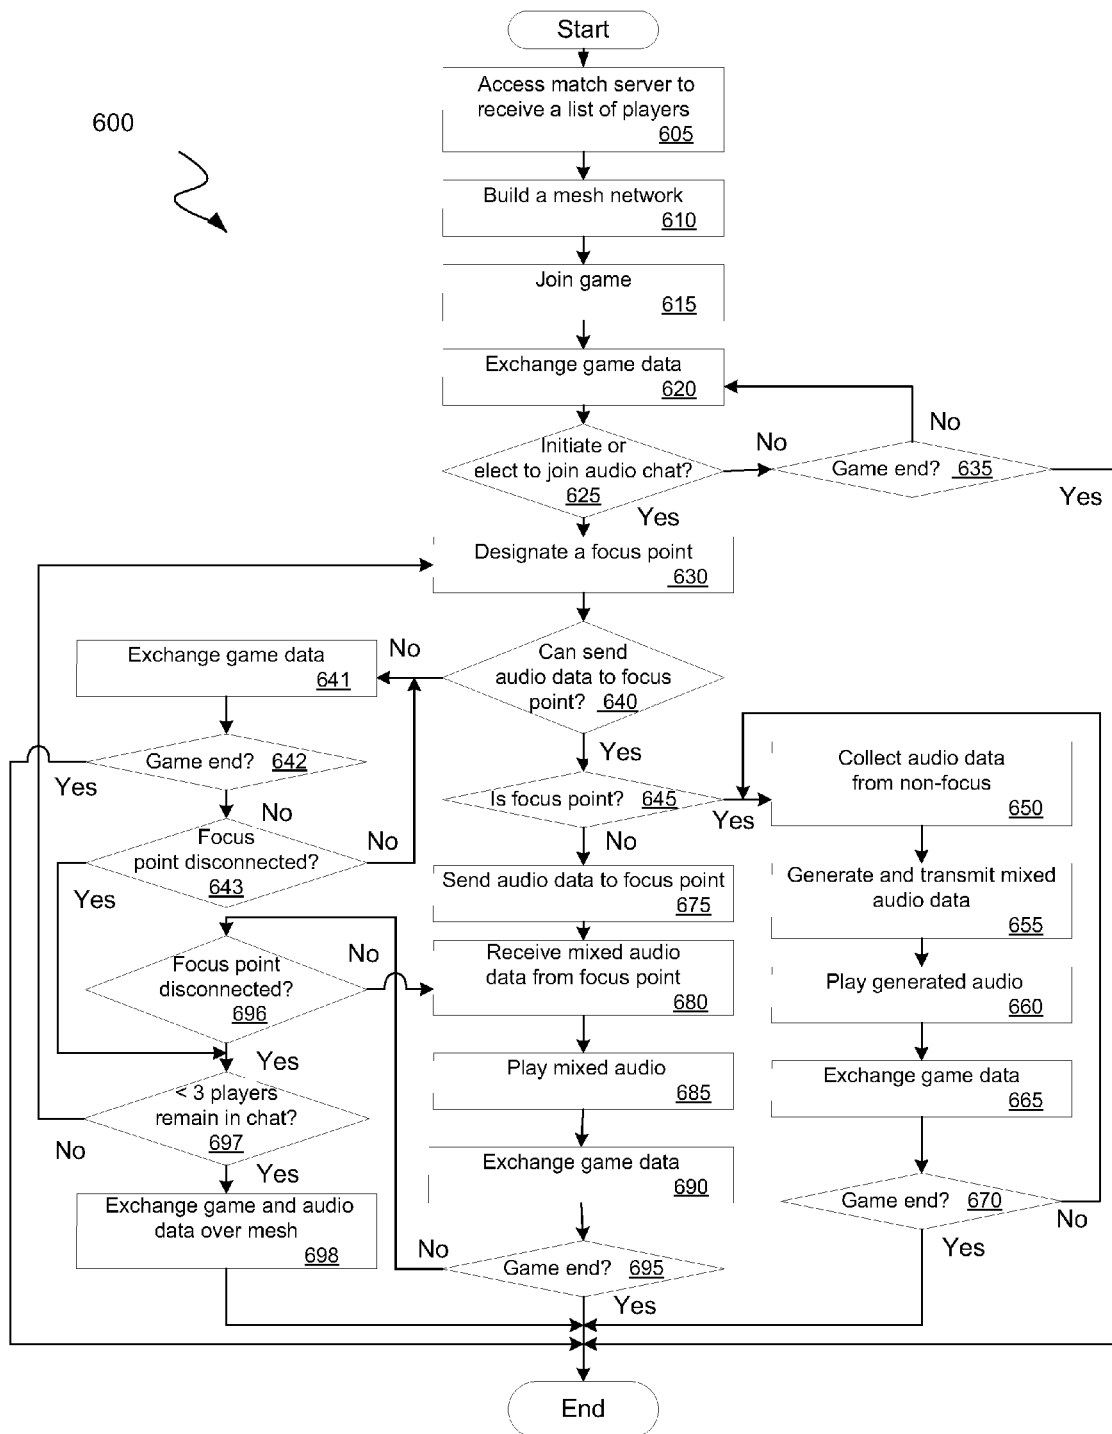 Start
Access match server to
receive a list of players
605
600
Build a mesh network
610
Join game
615
Exchange game data
620
No
Initiate or
elect to join audio chat?
625
No
Game end? 635
Yes
Yes
Designate a focus point
630
Exchange game data
641
No
Can send
audio data to focus
point? 640
Yes
Game end? 642
Yes
No
Is focus point? 645
Yes
No
Collect audio data
from non-focus
650
Focus
point disconnected?
643
No
Yes
Send audio data to focus point
675
Generate and transmit mixed
audio data
655
Focus point
disconnected?
696
No
Yes
Receive mixed audio
data from focus point
680
Play generated audio
660
Play mixed audio
685
Exchange game data
665
< 3 players
remain in chat?
697
No
Yes
Exchange game data
690
Game end? 670
No
Yes
Exchange game and audio
data over mesh
698
No
Game end? 695
Yes
End